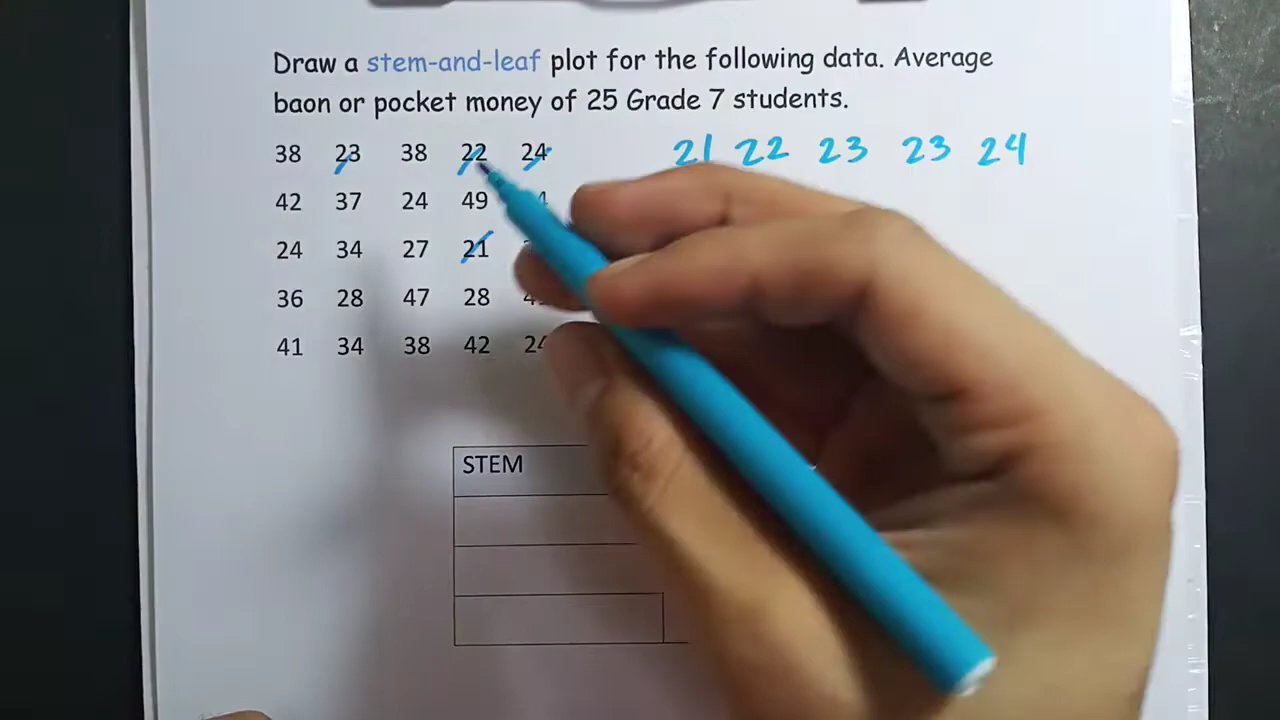 Draw a stem-and-leaf plot for the following data. Average
baon or pocket money of 25 Grade 7 students.
38 23 38 22 24 21 22 23 23 24
42 37 24 49
24 34 27 21
36 28 47 28
41 34 38 42 24
STEM